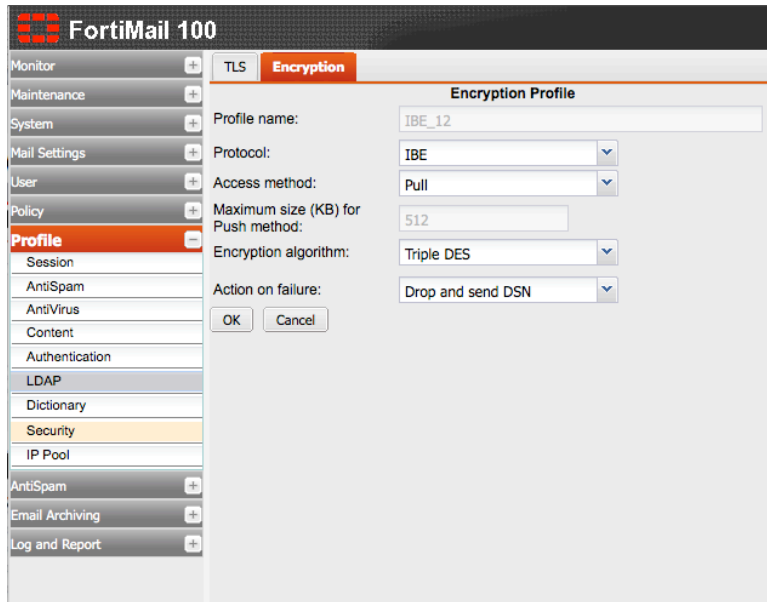 FortiMail 100
Monitor
Maintenance
System
Mail Settings
User
Policy
Profile
Session
AntiSpam
AntiVirus
Content
Authentication
LDAP
Dictionary
Security
IP Pool
AntiSpam
Email Archiving
Log and Report
TLS Encryption
Encryption Profile
Profile name: IBE_12
Protocol: IBE
Access method: Pull
Maximum size (KB) for
Push method: 512
Encryption algorithm: Triple DES
Action on failure: Drop and send DSN
OK Cancel